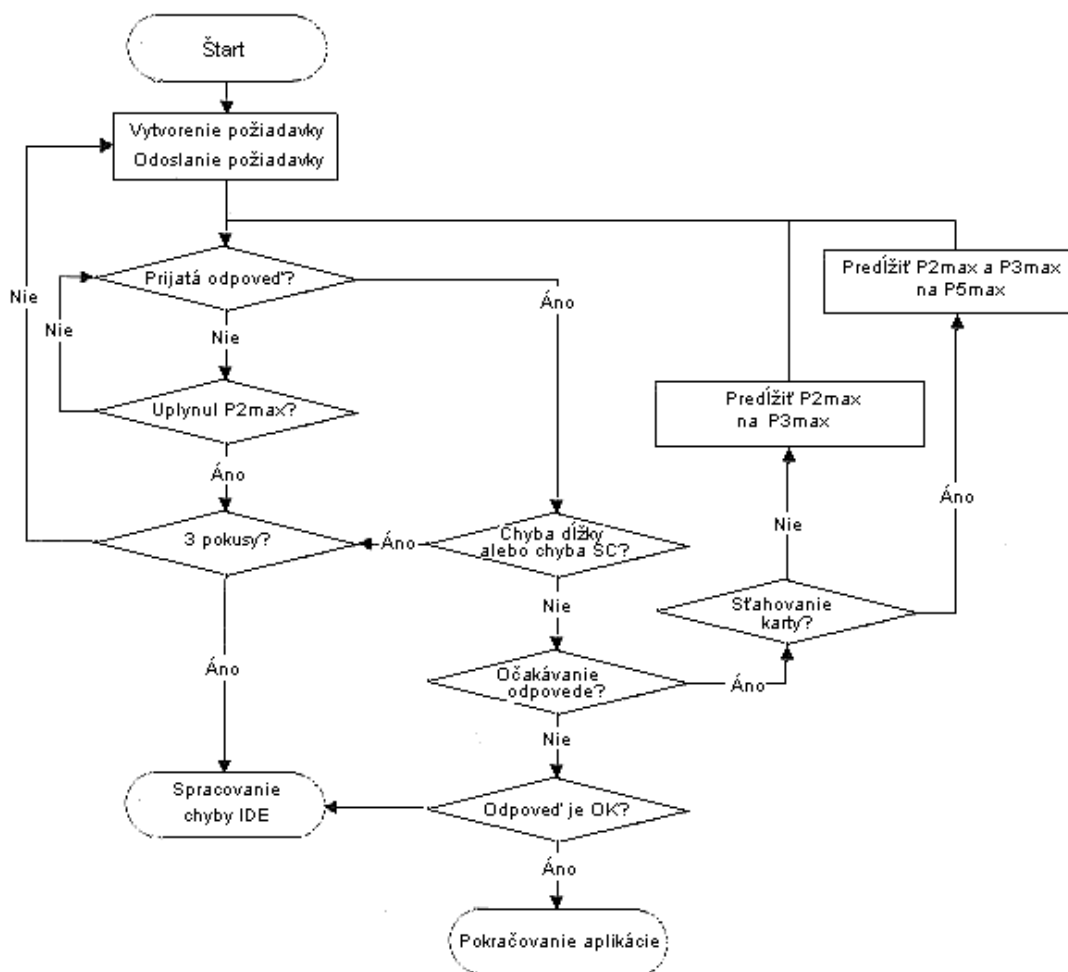 Štart
Vytvorenie požiadavky
Odoslanie požiadavky
Prijatá odpoveď?
Predĺžiť P2max a P3max
na P5max
Nie
Nie
Nie
Áno
Uplynul P2max?
Predĺžiť P2max
na P3max
Áno
3 pokusy?
Áno
Chyba dĺžky
alebo chyba SC?
Nie
Áno
Nie
Sťahovanie
karty?
Áno
Očakávanie
odpovede?
Áno
Nie
Spracovanie
chyby IDE
Odpoveď je OK?
Áno
Pokračovanie aplikácie